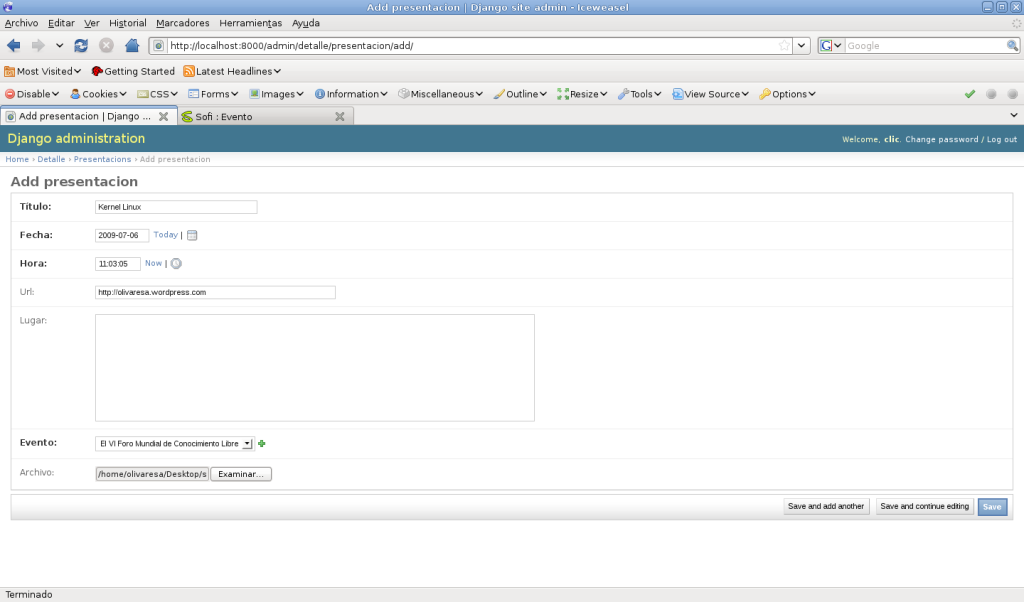 Add presentacion | Django site admin - Iceweasel
Archivo Editar Ver Historial Marcadores Herramientas Ayuda
http://localhost:8000/admin/detalle/presentacion/add/ G Google
Most Visited Getting Started Latest Headlines
Disable Cookies CSS Forms Images Information Miscellaneous Outline Resize Tools View Source Options
Add presentacion | Django ... Sofi : Evento
Django administration Welcome, clic. Change password / Log out
Home › Detalle › Presentacions › Add presentacion
Add presentacion
Título: Kernel Linux
Fecha: 2009-07-06 Today |
Hora: 11:03:05 Now |
Url: http://olivaresa.wordpress.com
Lugar:
Evento: El VI Foro Mundial de Conocimiento Libre
Archivo: /home/olivaresa/Desktop/s Examinar...
Save and add another Save and continue editing Save
Terminado